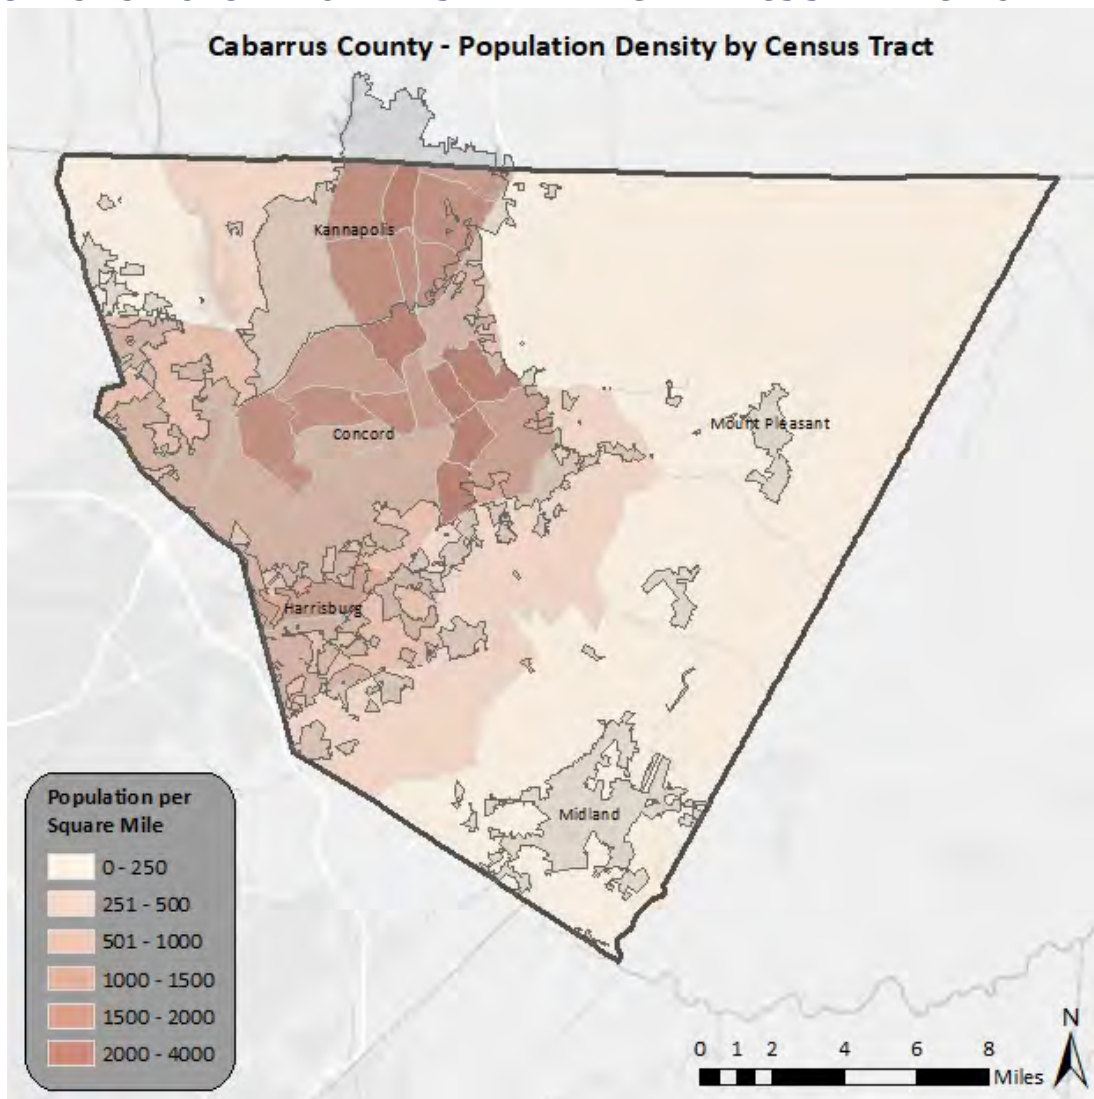 Cabarrus County - Population Density by Census Tract
Kannapolis
Mount Pleasant
Concord
Harrisburg
Midland
Population per
Square Mile
0 - 250
251 - 500
501 - 1000
1000 - 1500
1500 - 2000
2000 - 4000
N
0 1 2 4 6 8
Miles